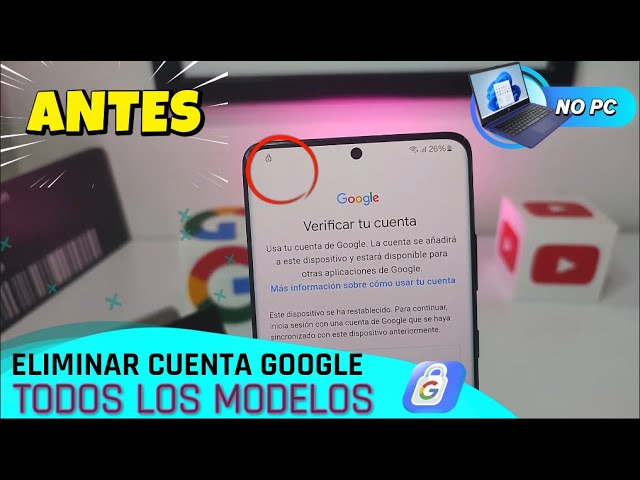 ANTES
NO PC
26%
Google
Verificar tu cuenta
Usa tu cuenta de Google. La cuenta se añadirá
a este dispositivo y estará disponible para
otras aplicaciones de Google.
Más información sobre cómo usar tu cuenta
Este dispositivo se ha restablecido. Para continuar,
inicia sesión con una cuenta de Google que se haya
sincronizado con este dispositivo anteriormente.
ELIMINAR CUENTA GOOGLE
TODOS LOS MODELOS
G